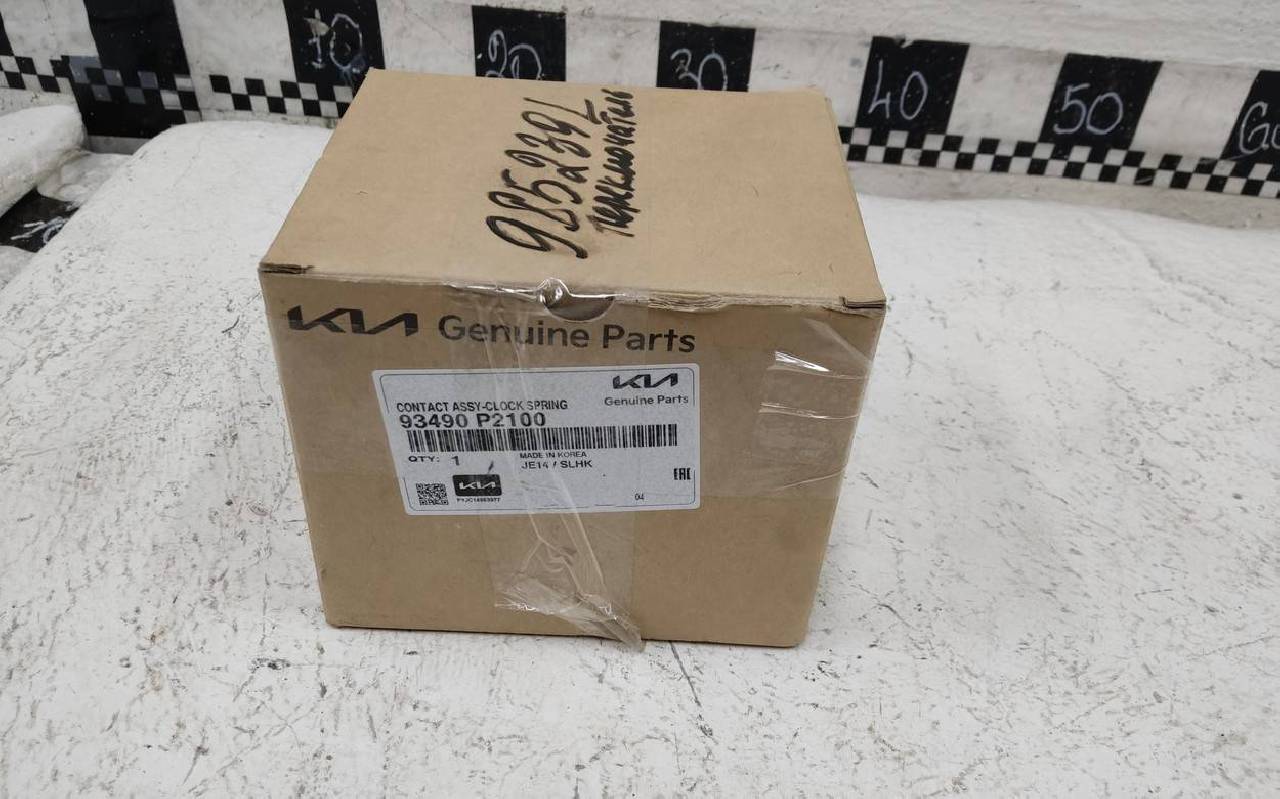 10 20 30 40 50
985239L
переключатель
KIA Genuine Parts
KIA
Genuine Parts
CONTACT ASSY-CLOCK SPRING
93490 P2100
QTY: 1
MADE IN KOREA
JE14 / SLHK
EAC
KIA
04